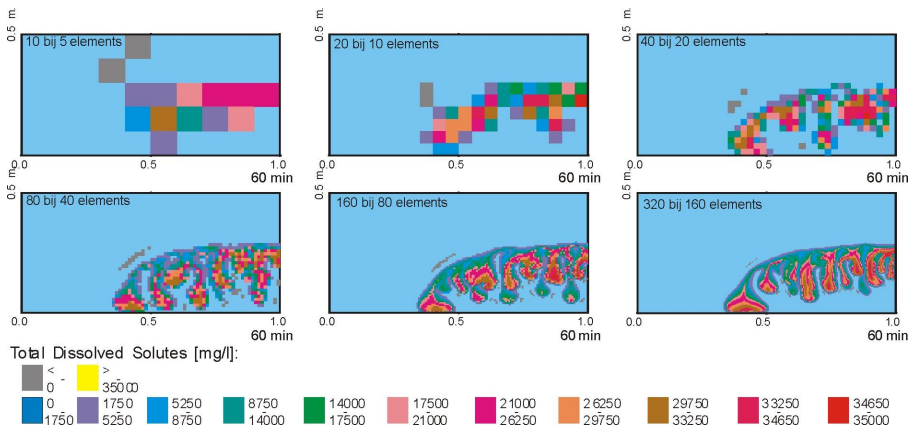 0.5 m.
10 bij 5 elements
0.0 0.5 1.0
60 min
0.5 m.
20 bij 10 elements
0.0 0.5 1.0
60 min
0.5 m.
40 bij 20 elements
0.0 0.5 1.0
60 min
0.5 m.
80 bij 40 elements
0.0 0.5 1.0
60 min
0.5 m.
160 bij 80 elements
0.0 0.5 1.0
60 min
0.5 m.
320 bij 160 elements
0.0 0.5 1.0
60 min
Total Dissolved Solutes [mg/l]:
< - 0
> - 35000
0 - 1750
1750 - 5250
5250 - 8750
8750 - 14000
14000 - 17500
17500 - 21000
21000 - 26250
26250 - 29750
29750 - 33250
33250 - 34650
34650 - 35000